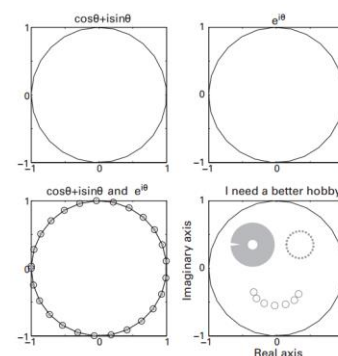 cosθ+isinθ
1
0
−1
−1 0 1
e^{iθ}
1
0
−1
−1 0 1
cosθ+isinθ and e^{iθ}
1
0
−1
−1 0 1
I need a better hobby
Imaginary axis
1
0
−1
−1 0 1
Real axis